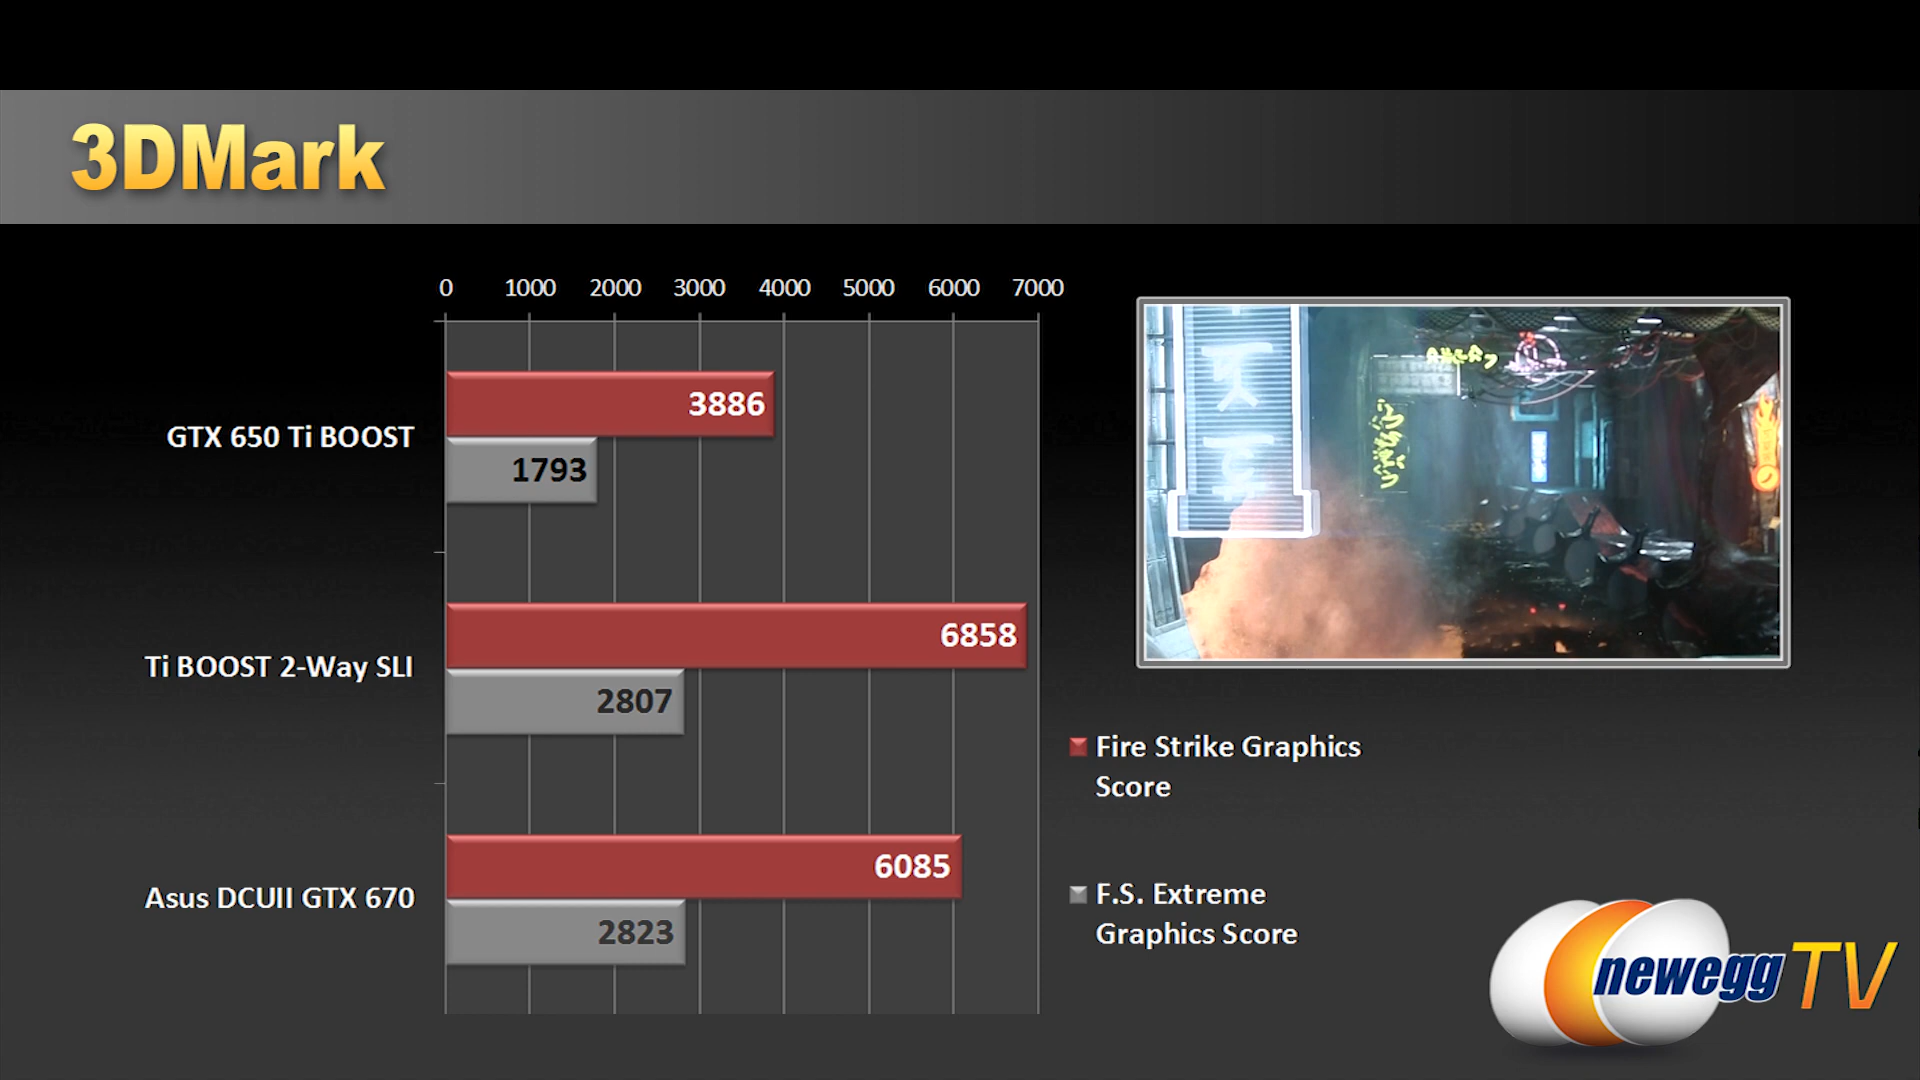 3DMark
0 1000 2000 3000 4000 5000 6000 7000
GTX 650 Ti BOOST
3886
1793
Ti BOOST 2-Way SLI
6858
2807
Asus DCUII GTX 670
6085
2823
Fire Strike Graphics
Score
F.S. Extreme
Graphics Score
newegg TV